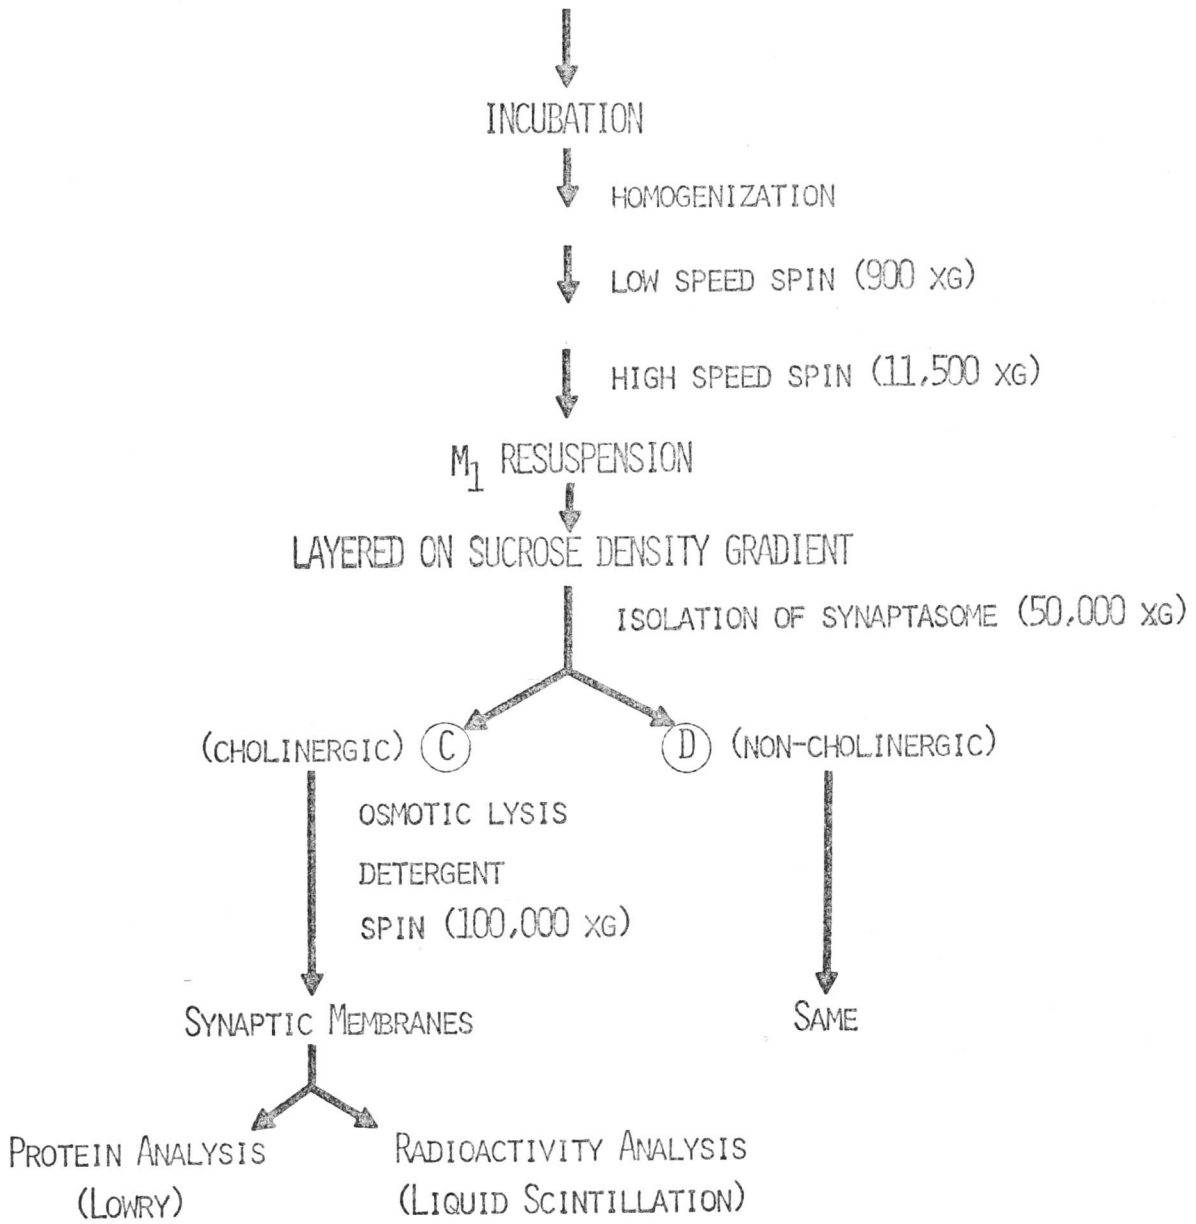 INCUBATION
HOMOGENIZATION
LOW SPEED SPIN (900 XG)
HIGH SPEED SPIN (11,500 XG)
M1 RESUSPENSION
LAYERED ON SUCROSE DENSITY GRADIENT
ISOLATION OF SYNAPTASOME (50,000 XG)
(CHOLINERGIC) C D (NON-CHOLINERGIC)
OSMOTIC LYSIS
DETERGENT
SPIN (100,000 XG)
SYNAPTIC MEMBRANES SAME
PROTEIN ANALYSIS RADIOACTIVITY ANALYSIS
(LOWRY) (LIQUID SCINTILLATION)